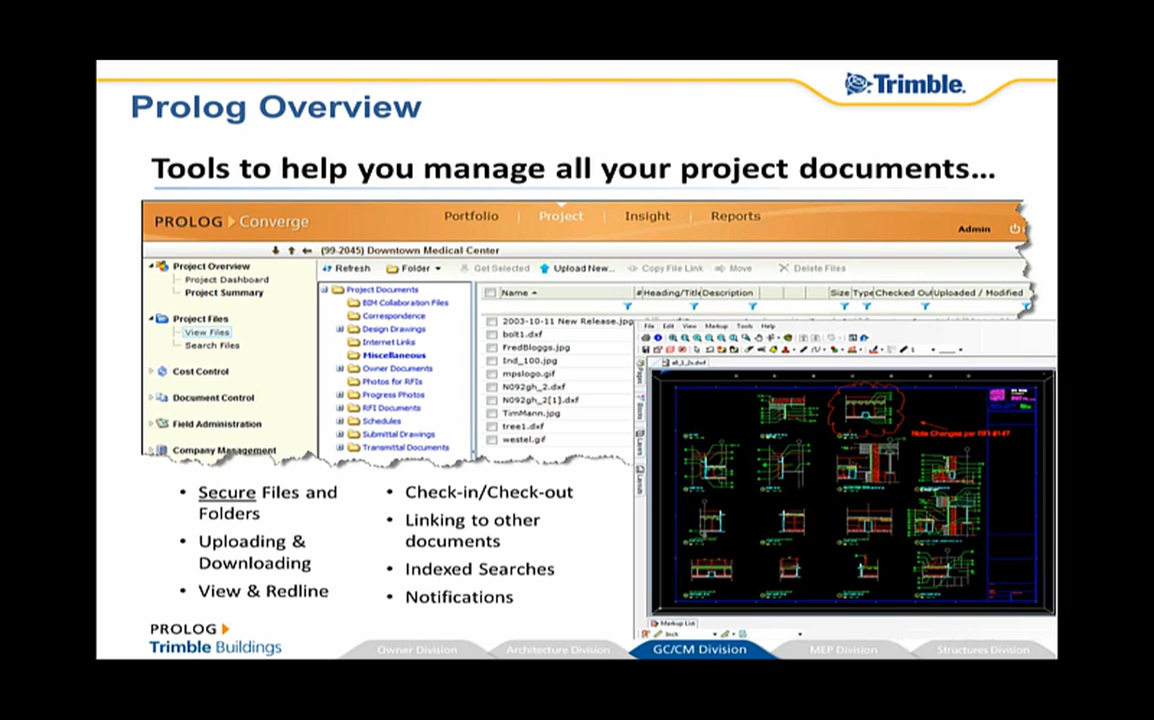 Trimble.
Prolog Overview
Tools to help you manage all your project documents...
PROLOG Converge
Portfolio | Project | Insight | Reports
Admin
(99-2045) Downtown Medical Center
Project Overview
Project Dashboard
Project Summary
Project Files
View Files
Search Files
Cost Control
Document Control
Field Administration
Company Management
Refresh Folder Get Selected Upload New... Copy File Link Move Delete Files
Project Documents
BIM Collaboration Files
Correspondence
Design Drawings
Internet Links
Miscellaneous
Owner Documents
Photos for RFIs
Progress Photos
RFI Documents
Schedules
Submittal Drawings
Transmittal Documents
Name # Heading/Titl Description Size Type Checked Ou Uploaded / Modified
2003-10-11 New Release.jpg
bolt1.dxf
FredBloggs.jpg
Ind_100.jpg
mpslogo.gif
N092gh_2.dxf
N092gh_2[1].dxf
TimMann.jpg
tree1.dxf
westel.gif
File Edit View Markup Tools Help
Note Changes per RFI #147
Markup List
Inch
• Secure Files and
Folders
• Uploading &
Downloading
• View & Redline
• Check-in/Check-out
• Linking to other
documents
• Indexed Searches
• Notifications
PROLOG
Trimble Buildings
Owner Division Architecture Division GC/CM Division MEP Division Structures Division